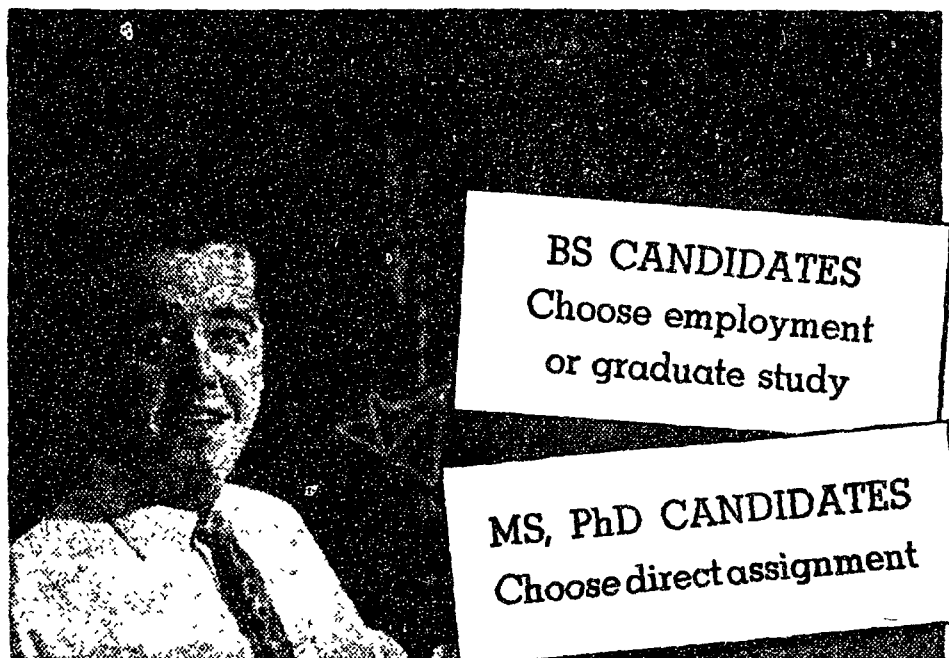 BS CANDIDATES
Choose employment
or graduate study
MS, PhD CANDIDATES
Choose direct assignment